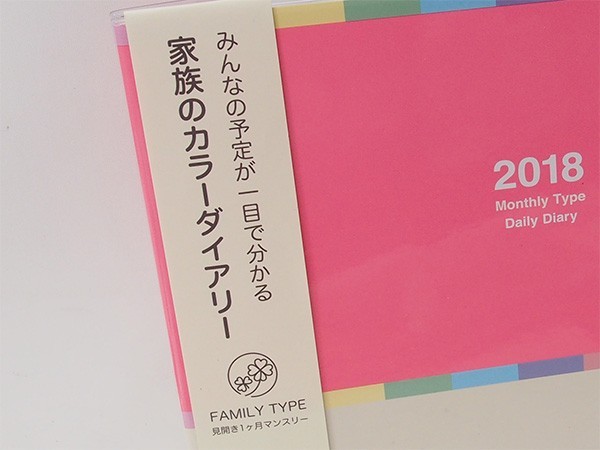 みんなの予定が一目で分かる
家族のカラーダイアリー
FAMILY TYPE
見開き1ヶ月マンスリー
2018
Monthly Type
Daily Diary